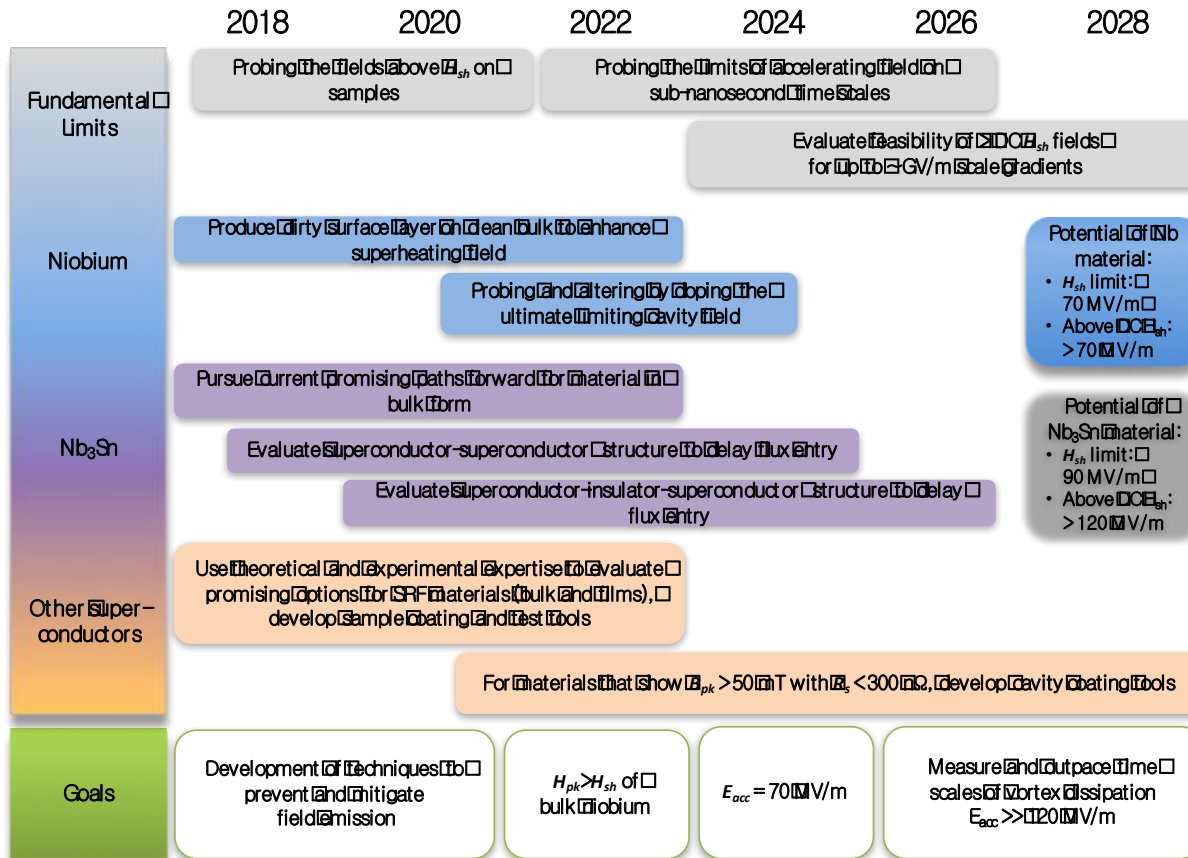 2018 2020 2022 2024 2026 2028
Fundamental
Limits
Probing the fields above Hsh on
samples
Probing the limits of accelerating field on
sub-nanosecond time scales
Evaluate feasibility of >DC Hsh fields
for up to ~GV/m scale gradients
Niobium
Produce dirty surface layer on clean bulk to enhance
superheating field
Probing and altering by doping the
ultimate limiting cavity field
Potential of Nb
material:
• Hsh limit:
70 MV/m
• Above DC Hsh:
>70 MV/m
Nb₃Sn
Pursue current promising paths forward for material in
bulk form
Evaluate superconductor-superconductor structure to delay flux entry
Evaluate superconductor-insulator-superconductor structure to delay
flux entry
Potential of
Nb₃Sn material:
• Hsh limit:
90 MV/m
• Above DC Hsh:
>120 MV/m
Other super-
conductors
Use theoretical and experimental expertise to evaluate
promising options for SRF materials (bulk and films),
develop sample coating and test tools
For materials that show Bpk >50 mT with Rs <300 nΩ, develop cavity coating tools
Goals
Development of techniques to
prevent and mitigate
field emission
Hpk>Hsh of
bulk niobium
Eacc = 70 MV/m
Measure and outpace time
scales of vortex dissipation
Eacc >> 120 MV/m